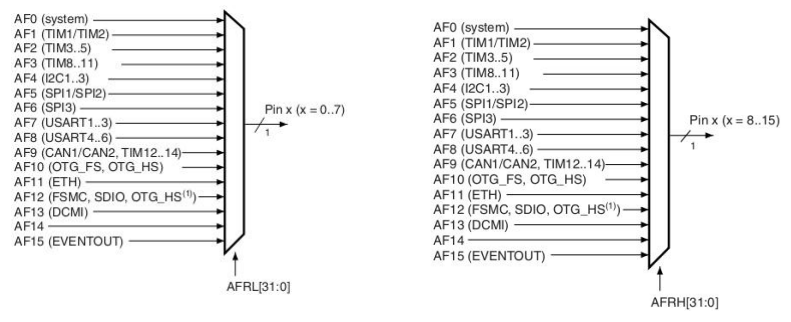 AF0 (system)
AF1 (TIM1/TIM2)
AF2 (TIM3..5)
AF3 (TIM8..11)
AF4 (I2C1..3)
AF5 (SPI1/SPI2)
AF6 (SPI3)
AF7 (USART1..3)
AF8 (USART4..6)
AF9 (CAN1/CAN2, TIM12..14)
AF10 (OTG_FS, OTG_HS)
AF11 (ETH)
AF12 (FSMC, SDIO, OTG_HS(1))
AF13 (DCMI)
AF14
AF15 (EVENTOUT)
Pin x (x = 0..7)
1
AFRL[31:0]
AF0 (system)
AF1 (TIM1/TIM2)
AF2 (TIM3..5)
AF3 (TIM8..11)
AF4 (I2C1..3)
AF5 (SPI1/SPI2)
AF6 (SPI3)
AF7 (USART1..3)
AF8 (USART4..6)
AF9 (CAN1/CAN2, TIM12..14)
AF10 (OTG_FS, OTG_HS)
AF11 (ETH)
AF12 (FSMC, SDIO, OTG_HS(1))
AF13 (DCMI)
AF14
AF15 (EVENTOUT)
Pin x (x = 8..15)
1
AFRH[31:0]